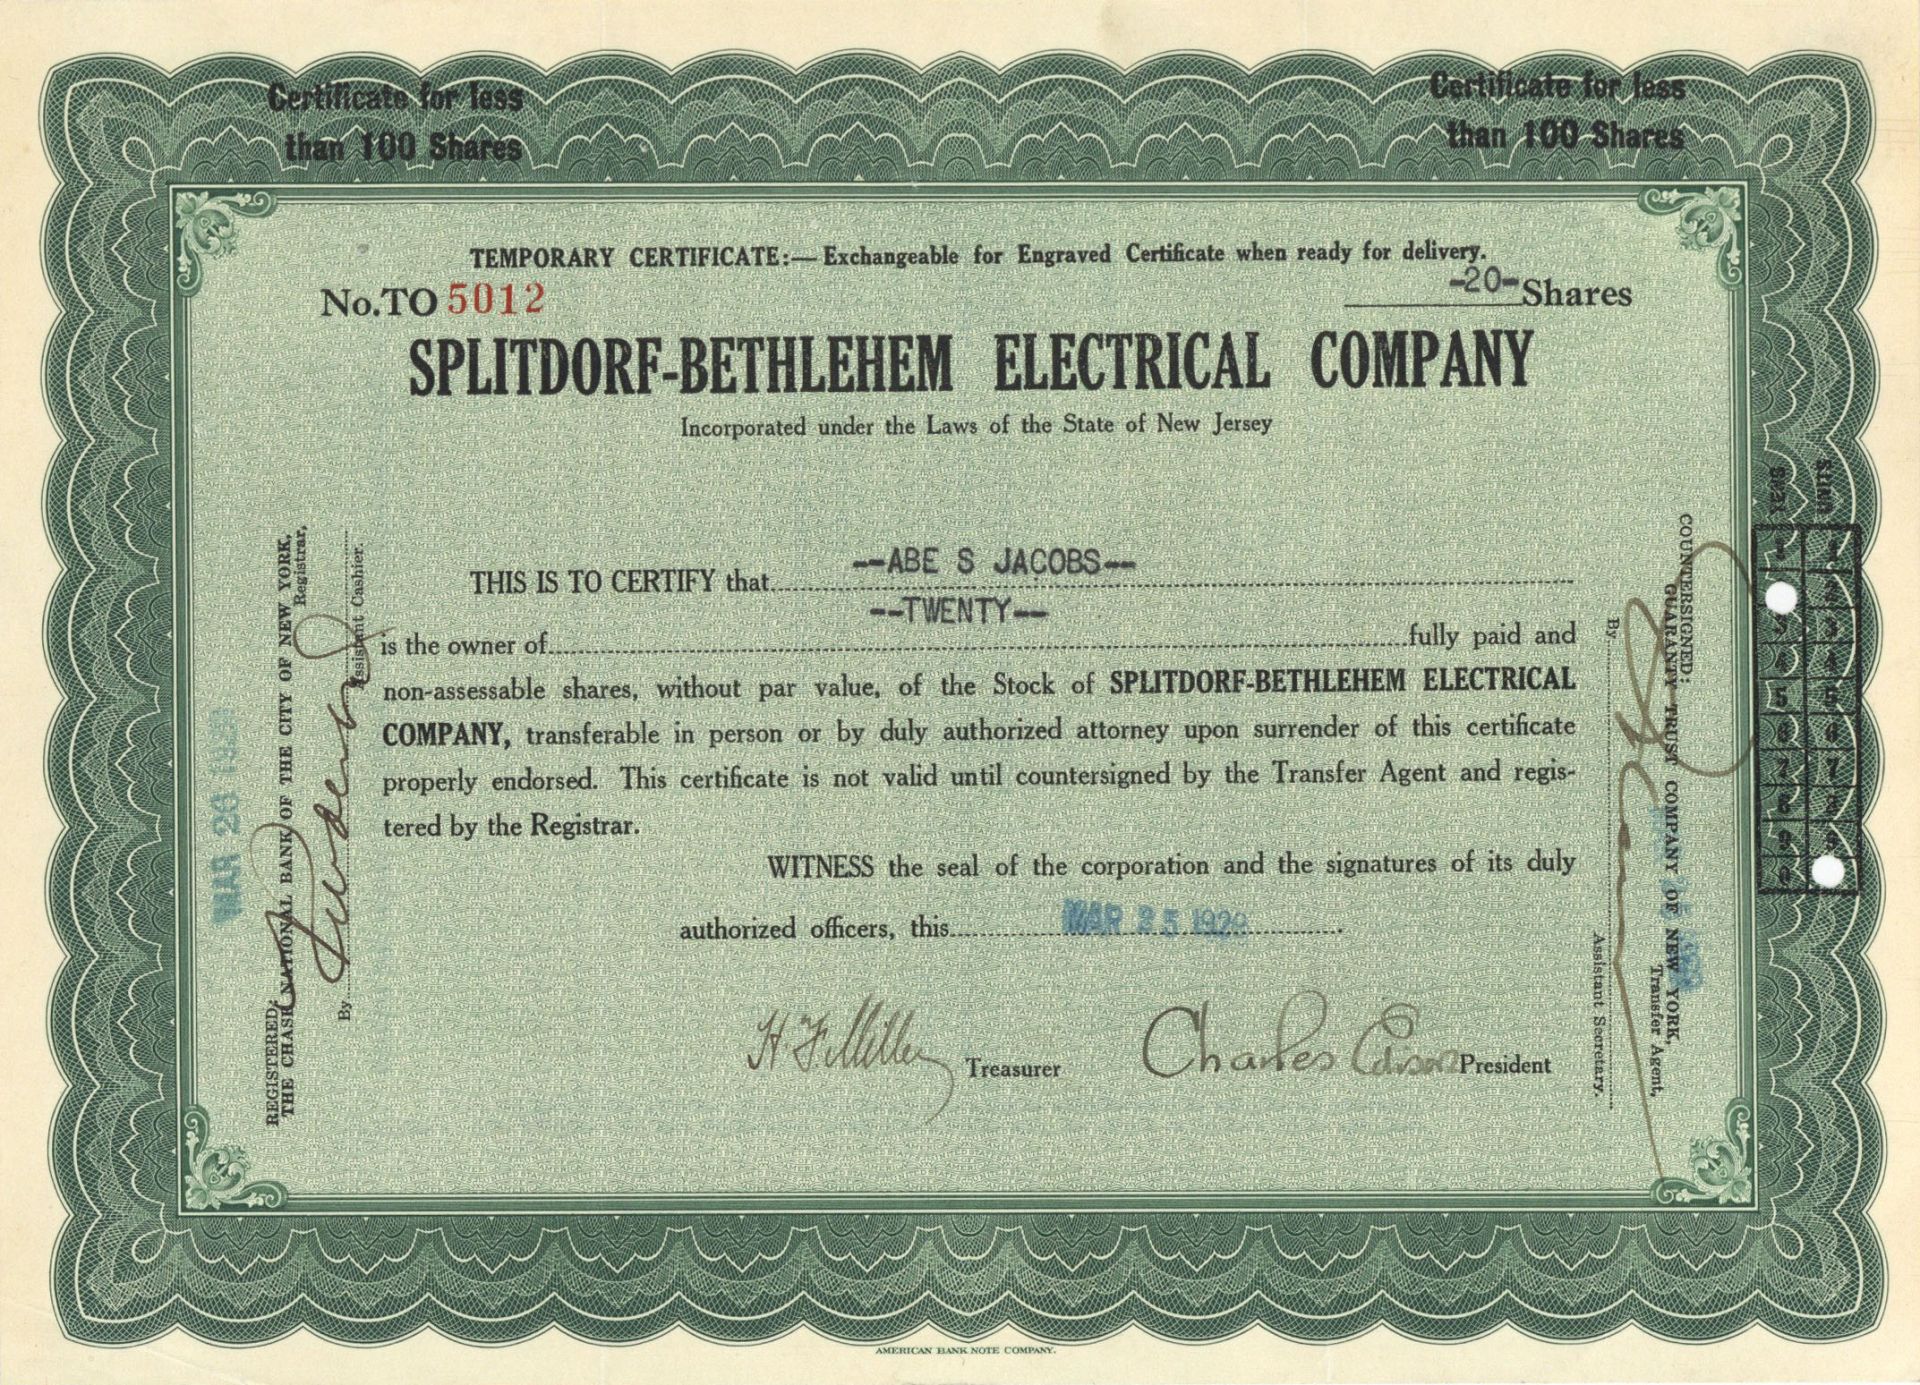 Certificate for less
than 100 Shares
Certificate for less
than 100 Shares
TEMPORARY CERTIFICATE:— Exchangeable for Engraved Certificate when ready for delivery.
No.TO 5012
-20- Shares
SPLITDORF-BETHLEHEM ELECTRICAL COMPANY
Incorporated under the Laws of the State of New Jersey
THIS IS TO CERTIFY that --ABE S JACOBS--
is the owner of --TWENTY-- fully paid and
non-assessable shares, without par value, of the Stock of SPLITDORF-BETHLEHEM ELECTRICAL
COMPANY, transferable in person or by duly authorized attorney upon surrender of this certificate
properly endorsed. This certificate is not valid until countersigned by the Transfer Agent and regis-
tered by the Registrar.
WITNESS the seal of the corporation and the signatures of its duly
authorized officers, this MAR 25 1929
H. F. Miller Treasurer
Charles Edison President
REGISTERED:
THE CHASE NATIONAL BANK OF THE CITY OF NEW YORK,
Registrar,
By
Assistant Cashier.
MAR 26 1929
COUNTERSIGNED:
GUARANTY TRUST COMPANY OF NEW YORK,
Transfer Agent,
By
Assistant Secretary.
AMERICAN BANK NOTE COMPANY.